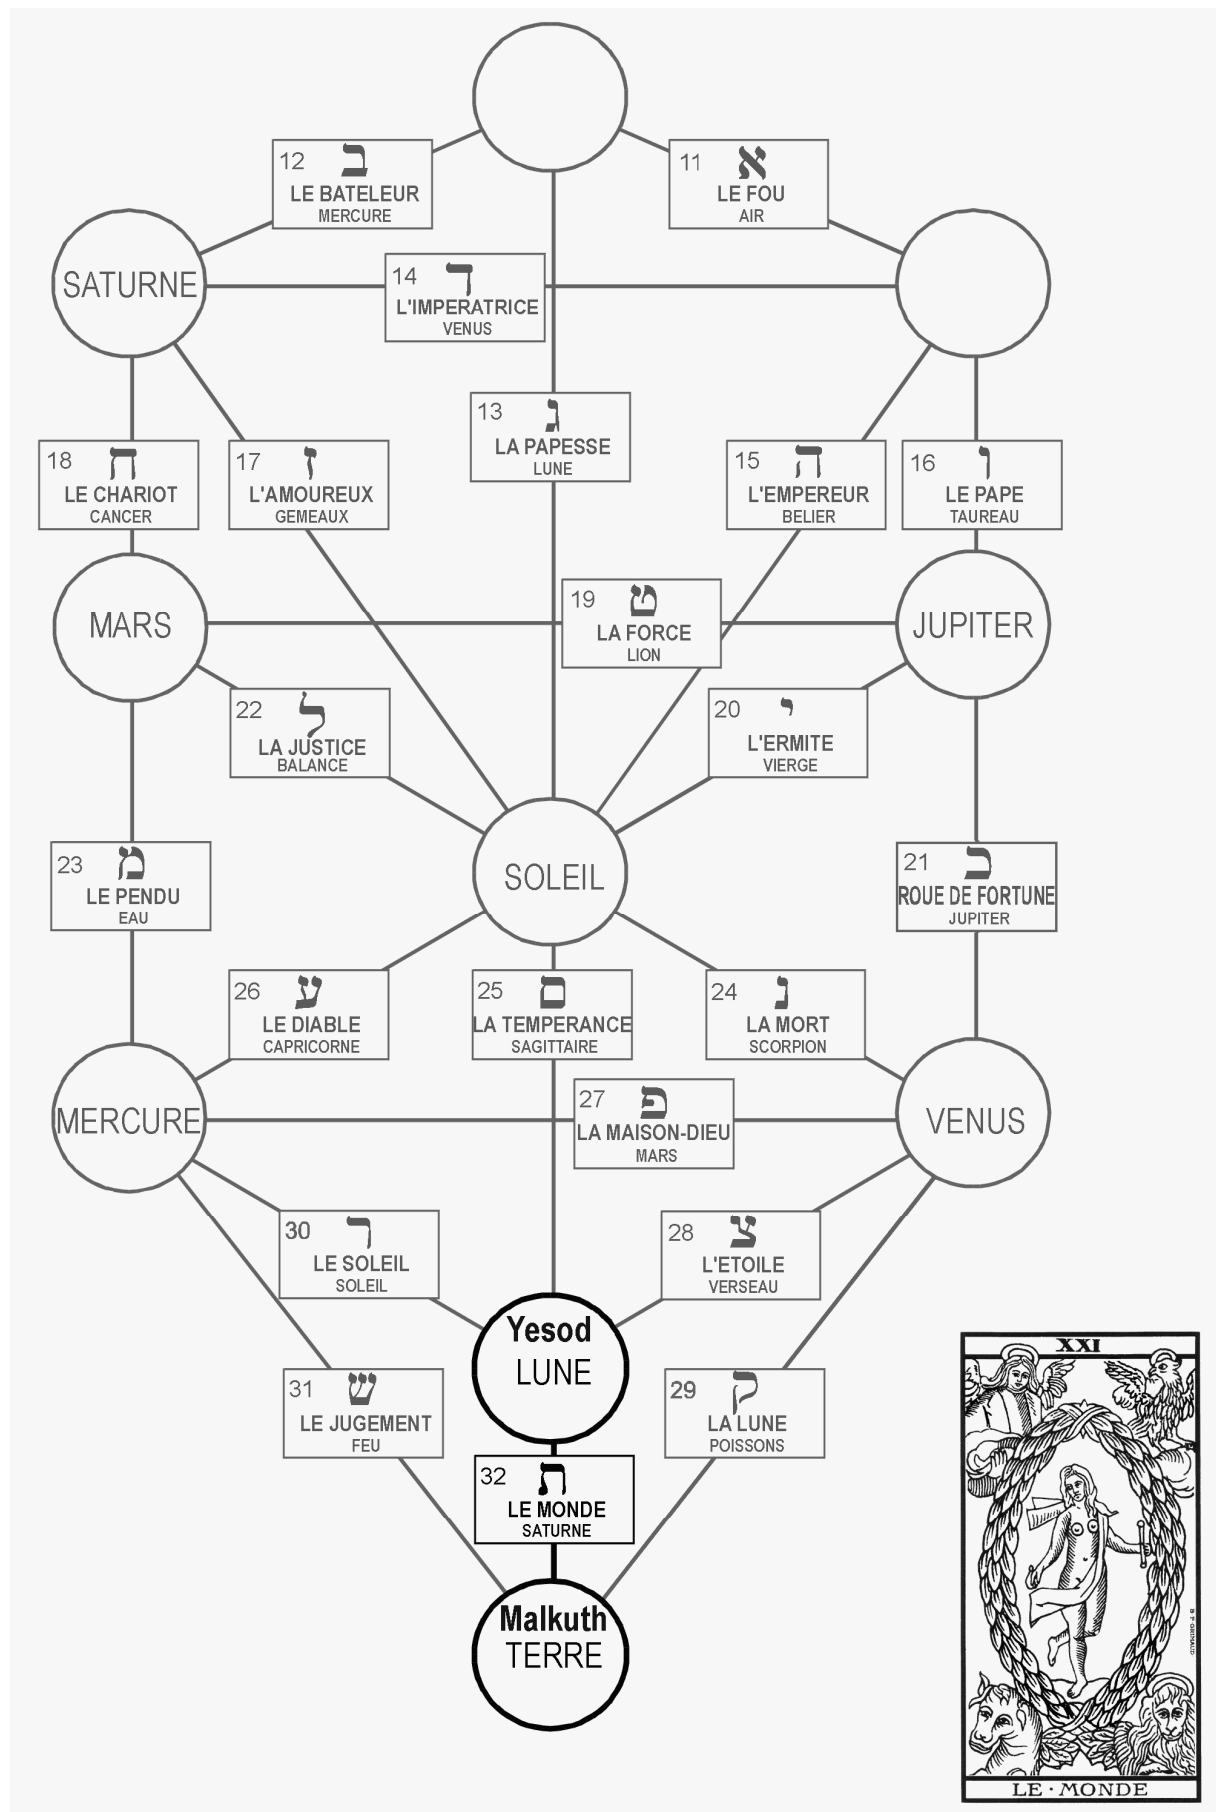 12 ב
LE BATELEUR
MERCURE
11 א
LE FOU
AIR
SATURNE
14 ד
L'IMPERATRICE
VENUS
13 ג
LA PAPESSE
LUNE
18 ח
LE CHARIOT
CANCER
17 ז
L'AMOUREUX
GEMEAUX
15 ה
L'EMPEREUR
BELIER
16 ו
LE PAPE
TAUREAU
MARS
19 ט
LA FORCE
LION
JUPITER
22 ל
LA JUSTICE
BALANCE
20 י
L'ERMITE
VIERGE
23 מ
LE PENDU
EAU
SOLEIL
21 כ
ROUE DE FORTUNE
JUPITER
26 ע
LE DIABLE
CAPRICORNE
25 ם
LA TEMPERANCE
SAGITTAIRE
24 נ
LA MORT
SCORPION
MERCURE
27 פ
LA MAISON-DIEU
MARS
VENUS
30 ר
LE SOLEIL
SOLEIL
28 צ
L'ETOILE
VERSEAU
Yesod
LUNE
31 ש
LE JUGEMENT
FEU
29 ק
LA LUNE
POISSONS
32 ת
LE MONDE
SATURNE
Malkuth
TERRE
XXI
B·P·GRIMAUD
LE·MONDE